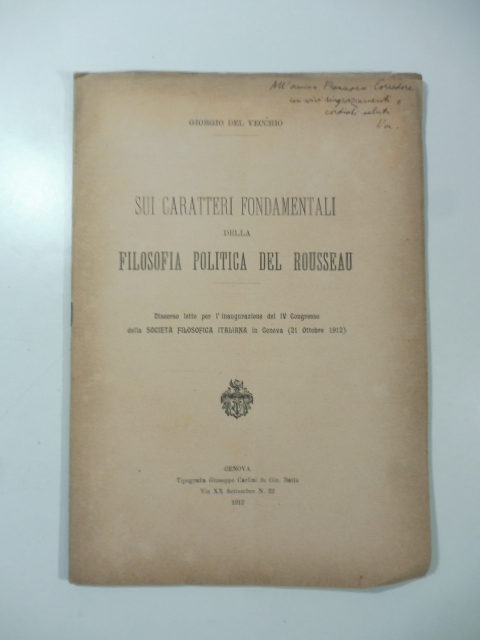 All'amico Francesco Corridore
con vivi ringraziamenti e
cordiali saluti
l'a.
GIORGIO DEL VECCHIO
SUI CARATTERI FONDAMENTALI
DELLA
FILOSOFIA POLITICA DEL ROUSSEAU
Discorso letto per l'inaugurazione del IV Congresso
della SOCIETÀ FILOSOFICA ITALIANA in Genova (21 Ottobre 1912)
GENOVA
Tipografia Giuseppe Carlini fu Gio. Batta
Via XX Settembre N. 22
1912